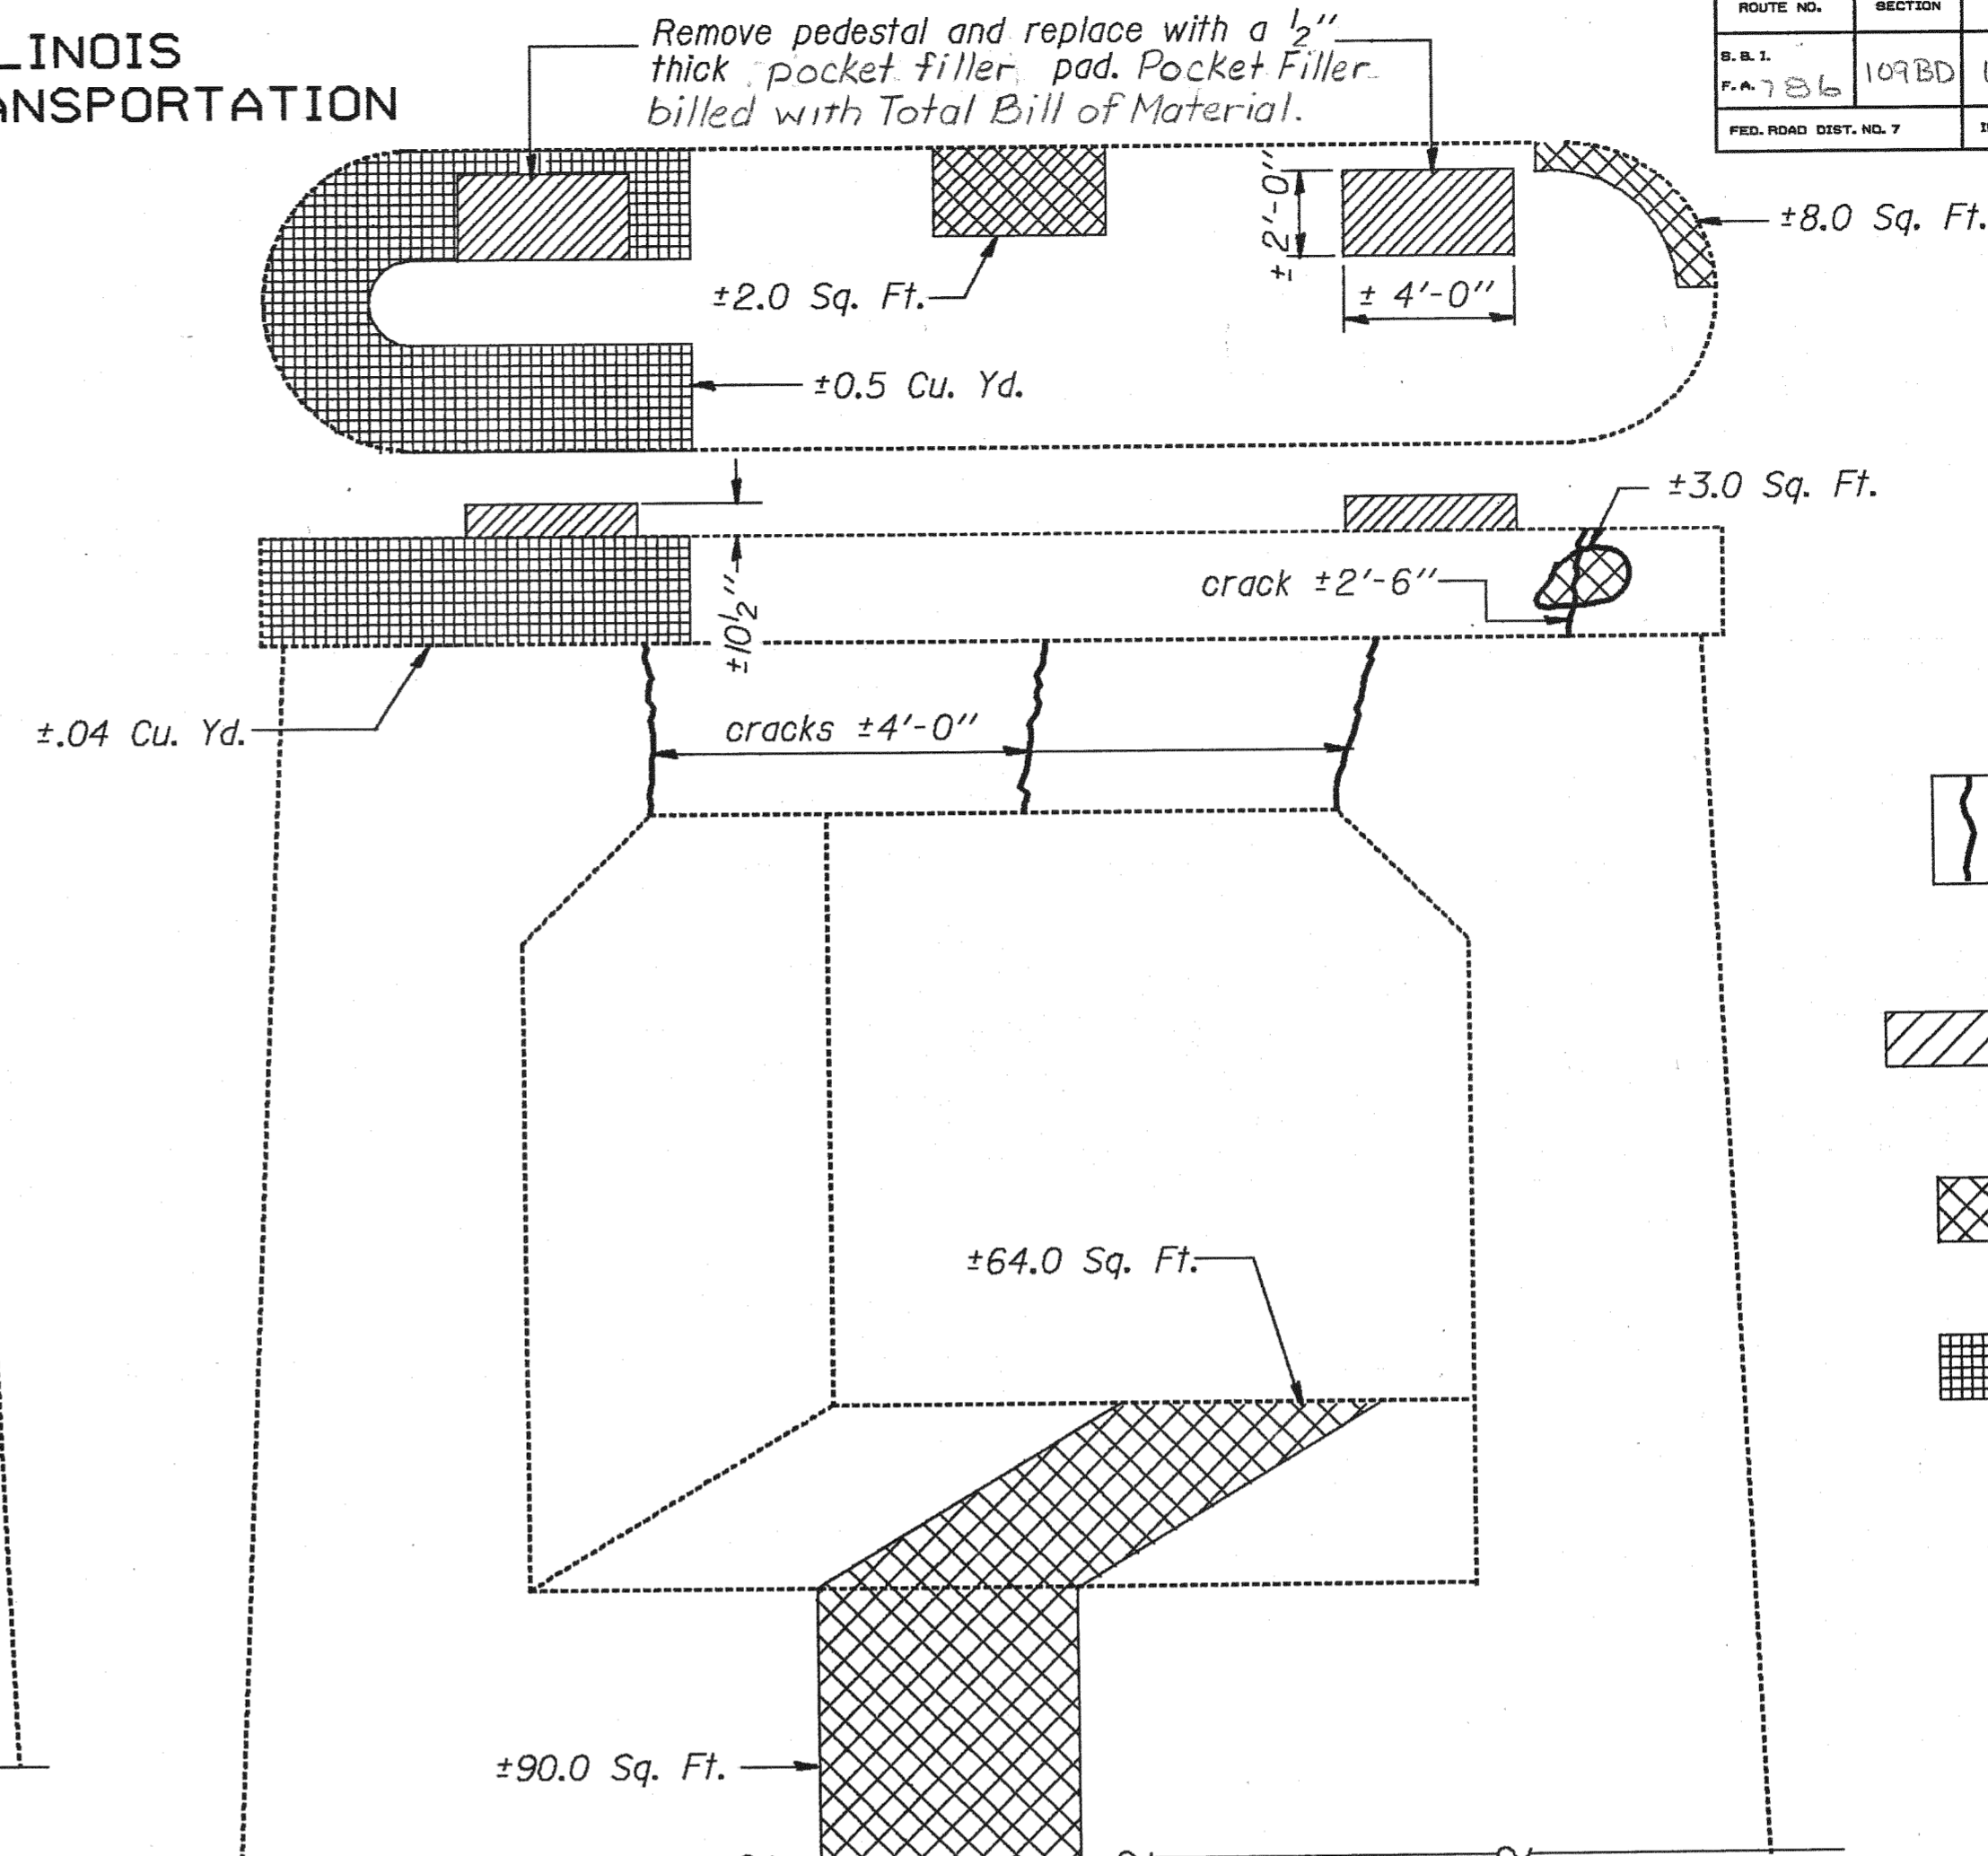 LINOIS
ANSPORTATION
Remove pedestal and replace with a 1/2"
thick pocket filler pad. Pocket Filler
billed with Total Bill of Material.
ROUTE NO.
SECTION
S.B.I.
F.A. 786
109BD
FED. ROAD DIST. NO. 7
±2'-0"
±8.0 Sq. Ft.
±2.0 Sq. Ft.
± 4'-0"
±0.5 Cu. Yd.
±3.0 Sq. Ft.
crack ±2'-6"
±10 1/2"
±.04 Cu. Yd.
cracks ±4'-0"
±64.0 Sq. Ft.
±90.0 Sq. Ft.